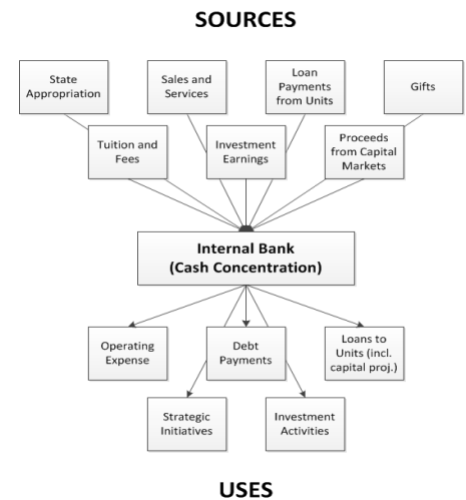 SOURCES
State
Appropriation
Sales and
Services
Loan
Payments
from Units
Gifts
Tuition and
Fees
Investment
Earnings
Proceeds
from Capital
Markets
Internal Bank
(Cash Concentration)
Operating
Expense
Debt
Payments
Loans to
Units (incl.
capital proj.)
Strategic
Initiatives
Investment
Activities
USES